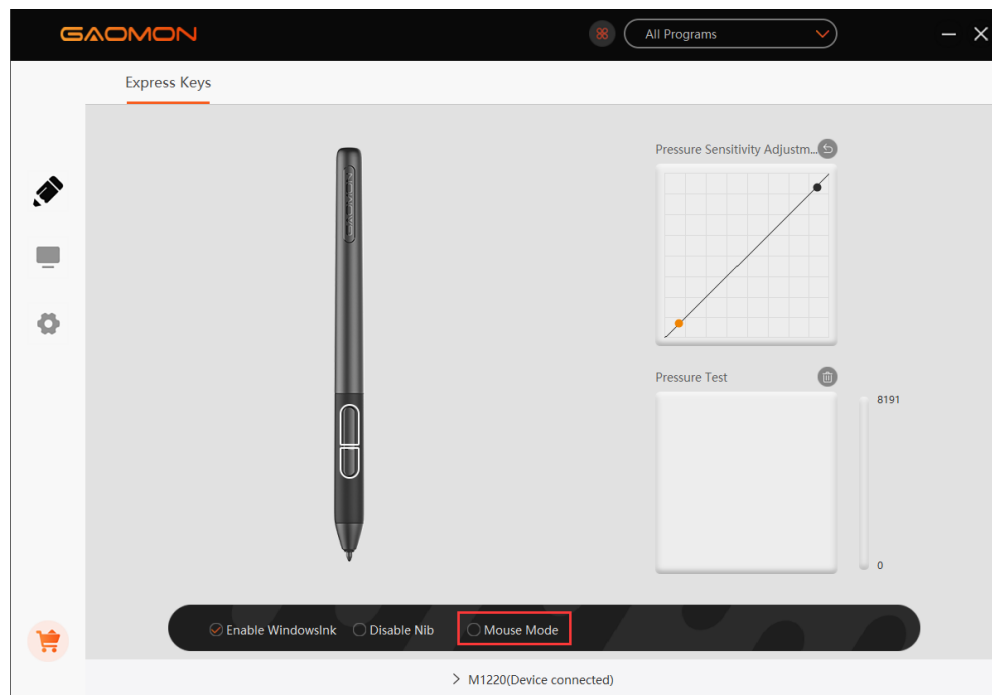 GAOMON
All Programs
Express Keys
Pressure Sensitivity Adjustm...
GAOMON
Pressure Test
8191
0
Enable WindowsInk
Disable Nib
Mouse Mode
M1220(Device connected)